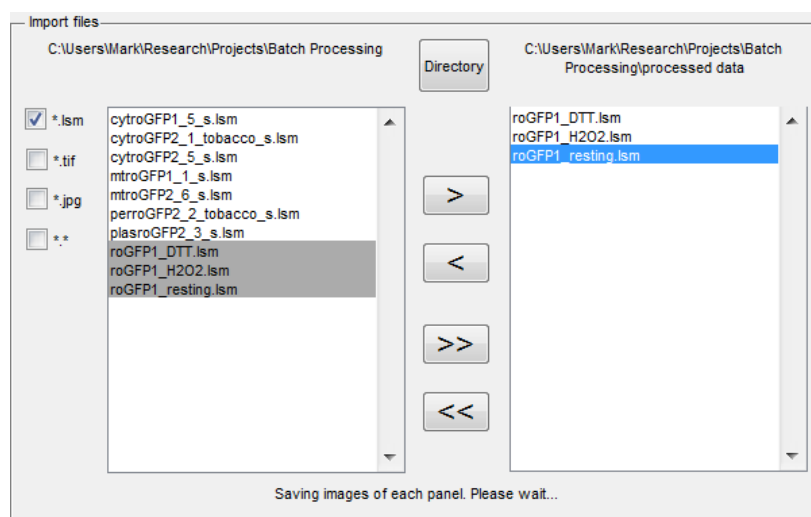 Import files
C:\Users\Mark\Research\Projects\Batch Processing
Directory
C:\Users\Mark\Research\Projects\Batch
Processing\processed data
*.lsm
*.tif
*.jpg
*.*
cytroGFP1_5_s.lsm
cytroGFP2_1_tobacco_s.lsm
cytroGFP2_5_s.lsm
mtroGFP1_1_s.lsm
mtroGFP2_6_s.lsm
perroGFP2_2_tobacco_s.lsm
plasroGFP2_3_s.lsm
roGFP1_DTT.lsm
roGFP1_H2O2.lsm
roGFP1_resting.lsm
>
<
>>
<<
roGFP1_DTT.lsm
roGFP1_H2O2.lsm
roGFP1_resting.lsm
Saving images of each panel. Please wait...